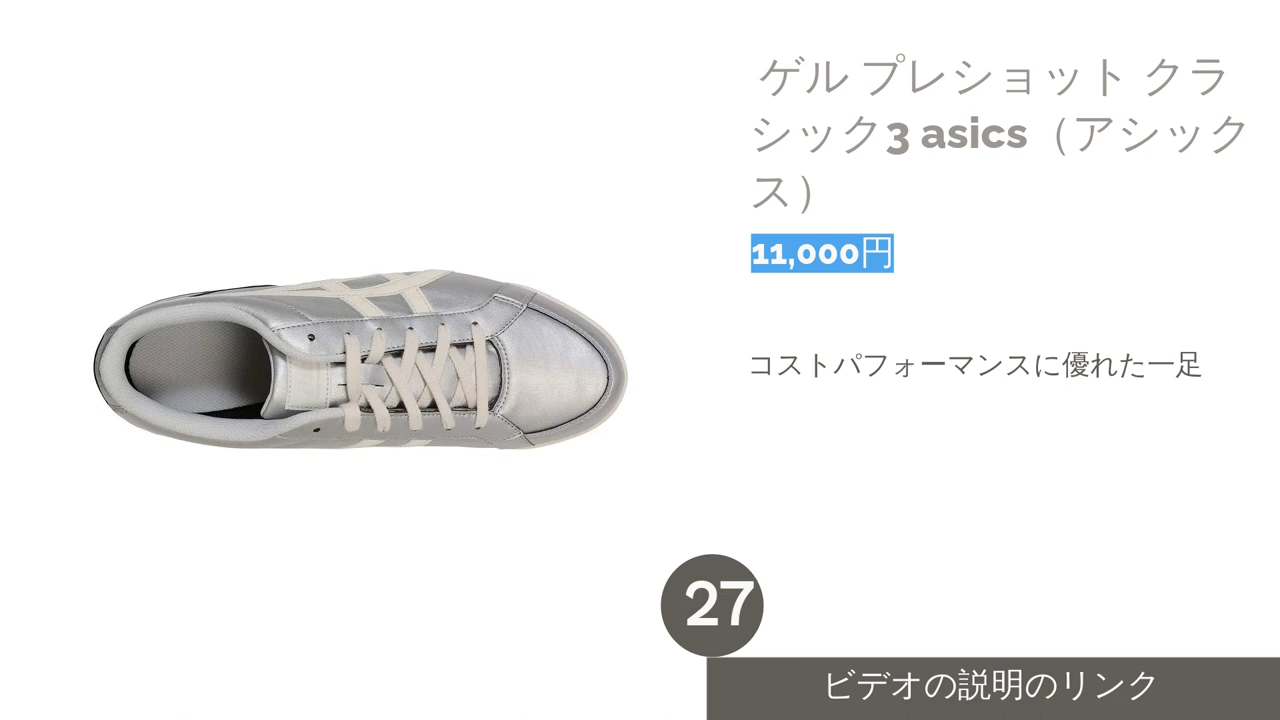 ゲル プレショット クラ
シック3 asics（アシック
ス）
11,000円
コストパフォーマンスに優れた一足
27
ビデオの説明のリンク